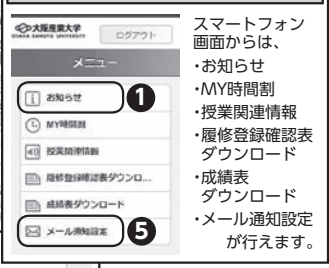 大阪産業大学
OSAKA SANGYO UNIVERSITY
ログアウト
メニュー
お知らせ
1
MY時間割
授業関連情報
履修登録確認表ダウンロ...
成績表ダウンロード
メール通知設定
5
スマートフォン
画面からは、
・お知らせ
・MY時間割
・授業関連情報
・履修登録確認表
ダウンロード
・成績表
ダウンロード
・メール通知設定
が行えます。